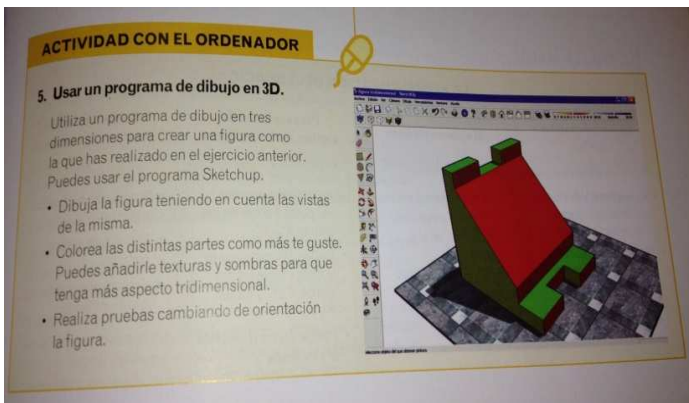 ACTIVIDAD CON EL ORDENADOR
5. Usar un programa de dibujo en 3D.
Utiliza un programa de dibujo en tres
dimensiones para crear una figura como
la que has realizado en el ejercicio anterior.
Puedes usar el programa Sketchup.
• Dibuja la figura teniendo en cuenta las vistas
de la misma.
• Colorea las distintas partes como más te guste.
Puedes añadirle texturas y sombras para que
tenga más aspecto tridimensional.
• Realiza pruebas cambiando de orientación
la figura.